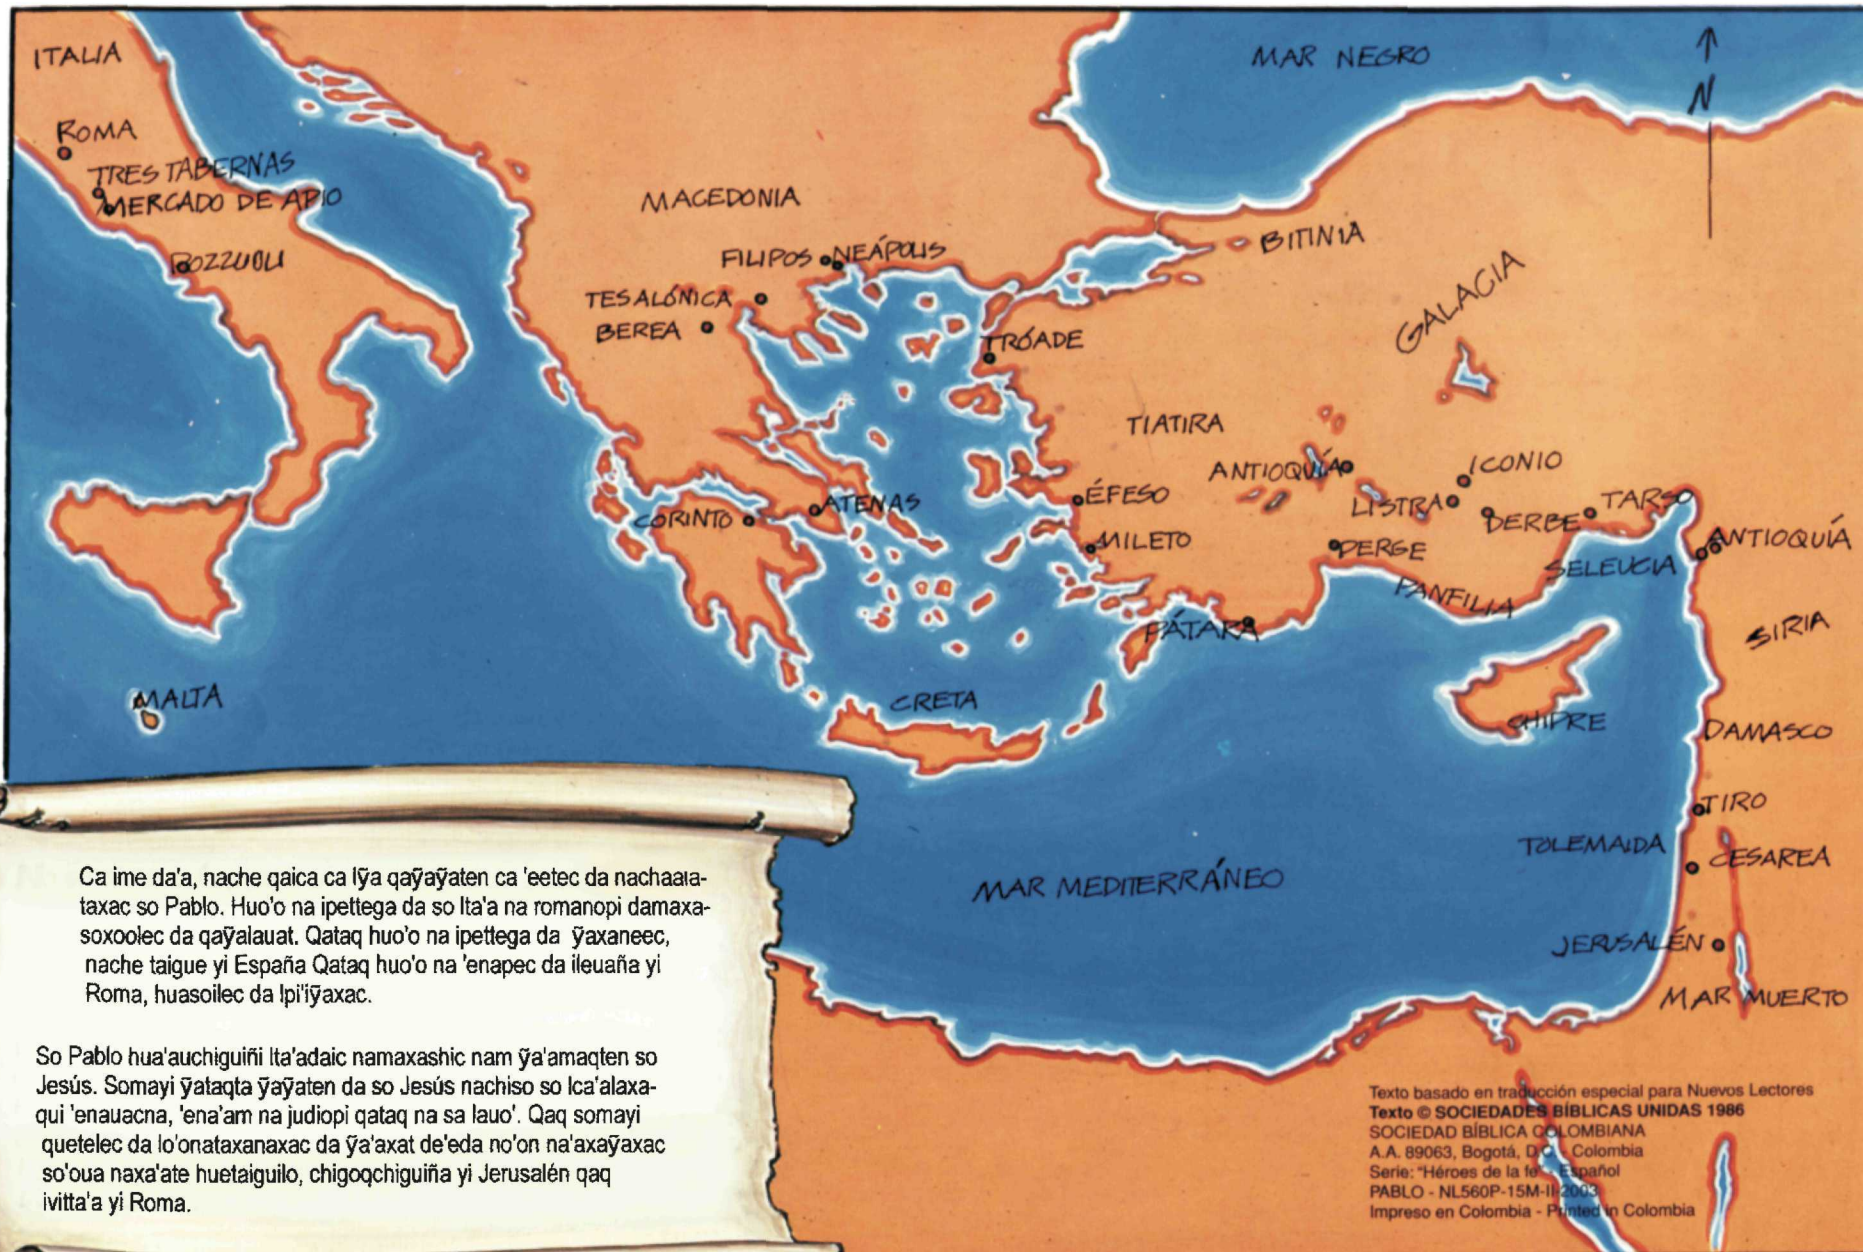 ITALIA
MAR NEGRO
N
ROMA
TRES TABERNAS
MERCADO DE APIO
POZZUOLI
MACEDONIA
FILIPOS
NEÁPOLIS
BITINIA
GALACIA
TESALÓNICA
BEREA
TRÓADE
TIATIRA
ANTIOQUÍA
ICONIO
CORINTO
ATENAS
ÉFESO
LISTRA
DERBE
TARSO
MILETO
PERGE
ANTIOQUÍA
SELEUCIA
PANFILIA
PÁTARA
SIRIA
MALTA
CRETA
CHIPRE
DAMASCO
TIRO
TOLEMAIDA
CESAREA
MAR MEDITERRÁNEO
JERUSALÉN
MAR MUERTO
Ca ime da'a, nache qaica ca lỹa qaỹaỹaten ca 'eetec da nachaala-
taxac so Pablo. Huo'o na ipettega da so lta'a na romanopi damaxa-
soxoolec da qaỹalauat. Qataq huo'o na ipettega da ỹaxaneec,
nache taigue yi España Qataq huo'o na 'enapec da ileuaña yi
Roma, huasoilec da lpi'iỹaxac.
So Pablo hua'auchiguiñi lta'adaic namaxashic nam ỹa'amaqten so
Jesús. Somayi ỹataqta ỹaỹaten da so Jesús nachiso so lca'alaxa-
qui 'enauacna, 'ena'am na judiopi qataq na sa lauo'. Qaq somayi
quetelec da lo'onataxanaxac da ỹa'axat de'eda no'on na'axaỹaxac
so'oua naxa'ate huetaiguilo, chigoqchiguiña yi Jerusalén qaq
ivitta'a yi Roma.
Texto basado en traducción especial para Nuevos Lectores
Texto © SOCIEDADES BÍBLICAS UNIDAS 1986
SOCIEDAD BÍBLICA COLOMBIANA
A.A. 89063, Bogotá, D.C. - Colombia
Serie: "Héroes de la fe" - Español
PABLO - NL560P-15M-II-2003
Impreso en Colombia - Printed in Colombia